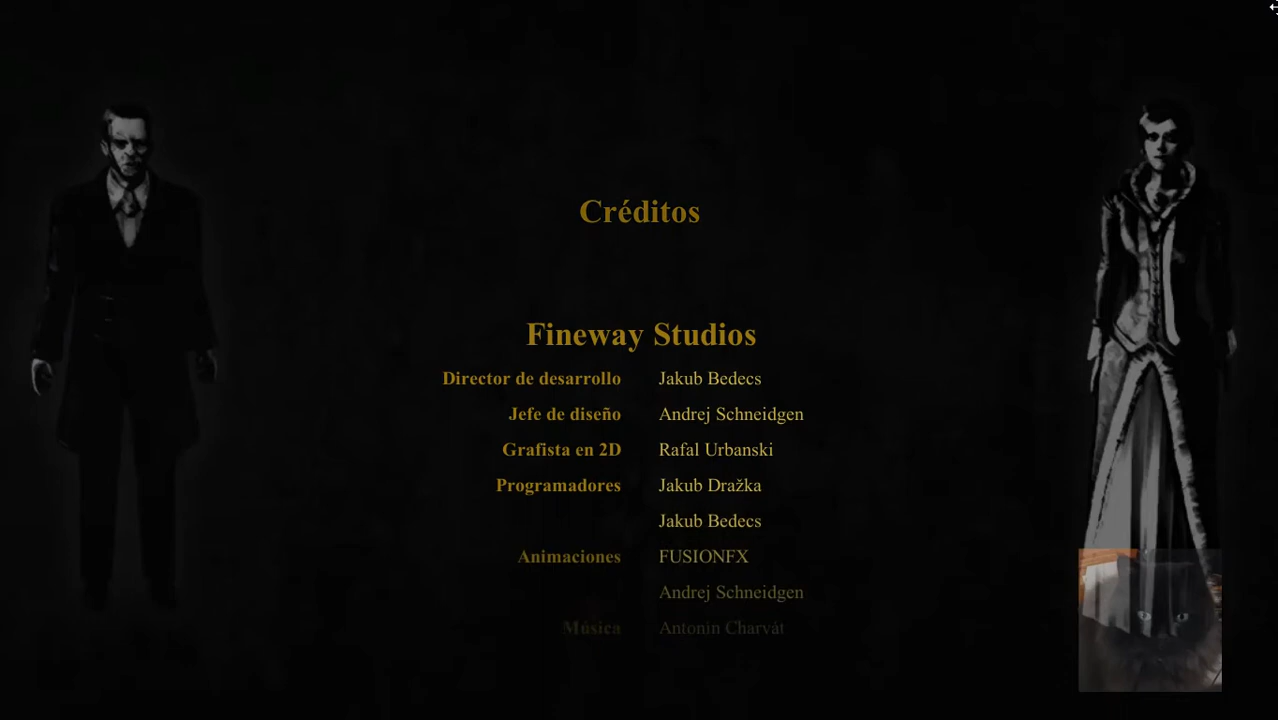 Créditos
Fineway Studios
Director de desarrollo Jakub Bedecs
Jefe de diseño Andrej Schneidgen
Grafista en 2D Rafal Urbanski
Programadores Jakub Dražka
Jakub Bedecs
Animaciones FUSIONFX
Andrej Schneidgen
Música Antonin Charvát